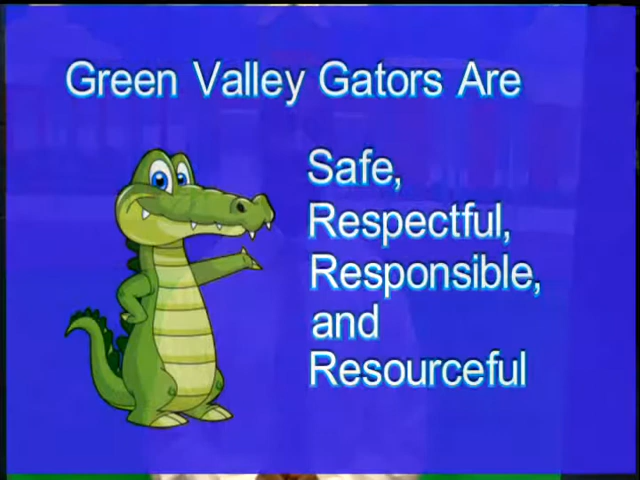 Green Valley Gators Are
Safe,
Respectful,
Responsible,
and
Resourceful